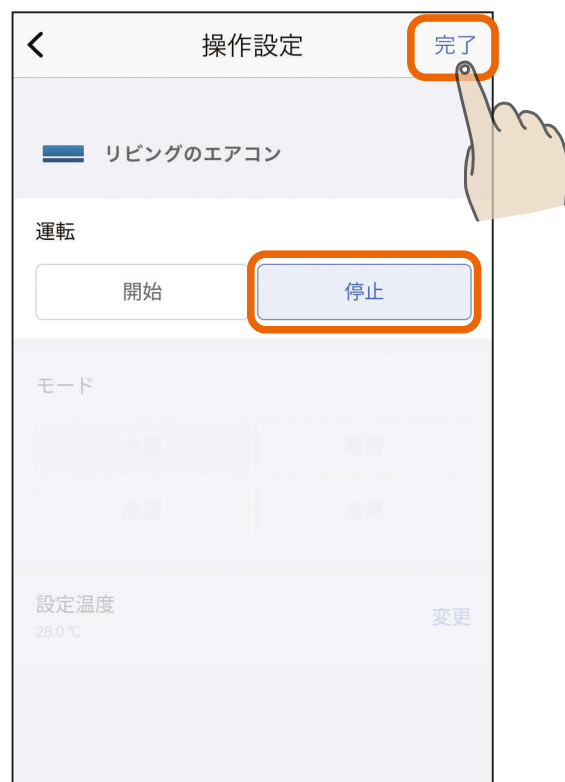 操作設定 完了
リビングのエアコン
運転
開始 停止
モード
冷房 暖房
除湿 送風
設定温度
28.0 ℃ 変更